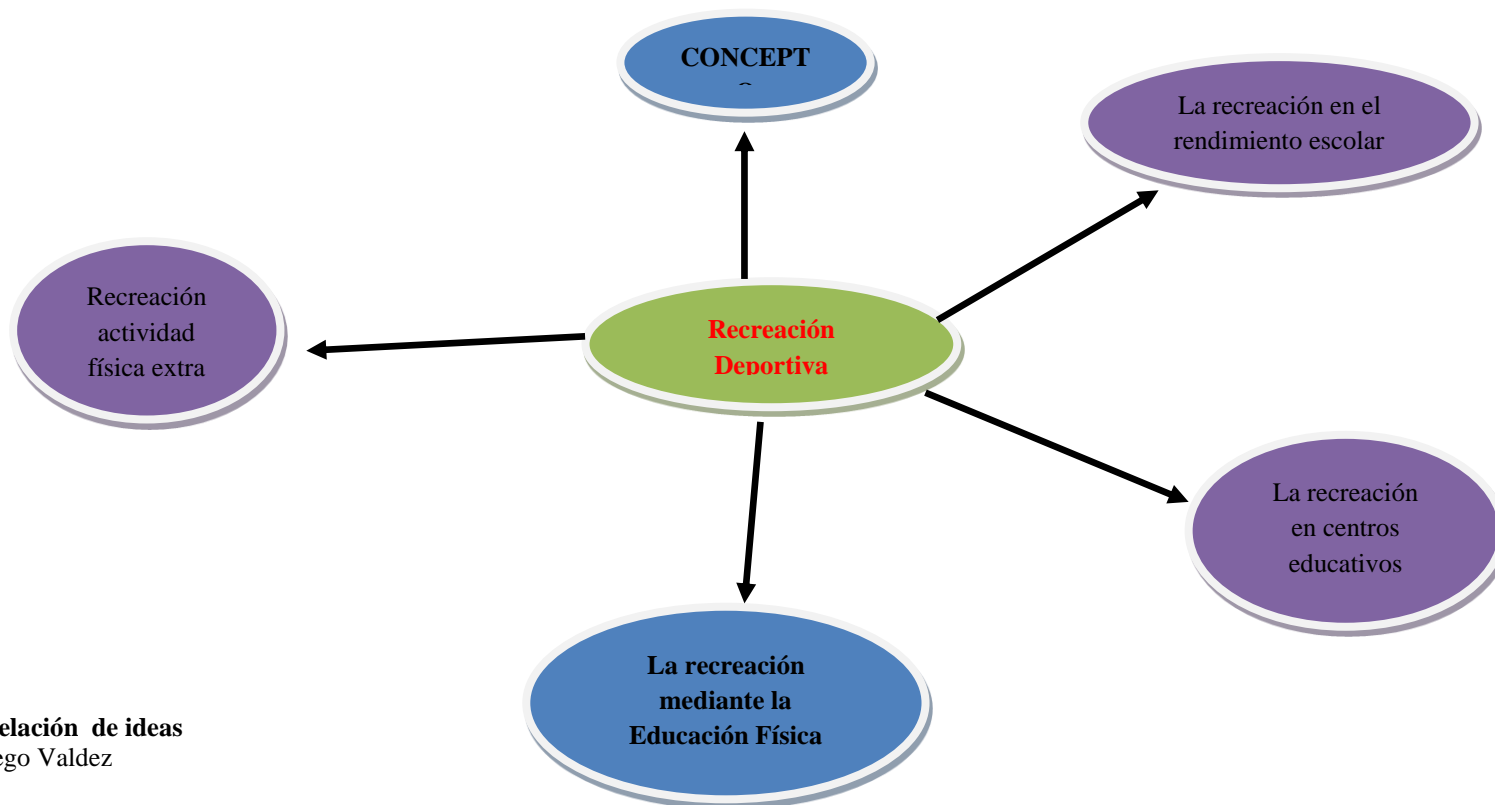 CONCEPT
La recreación en el
rendimiento escolar
Recreación
actividad
física extra
Recreación
Deportiva
La recreación
en centros
educativos
La recreación
mediante la
Educación Física
elación de ideas
ego Valdez